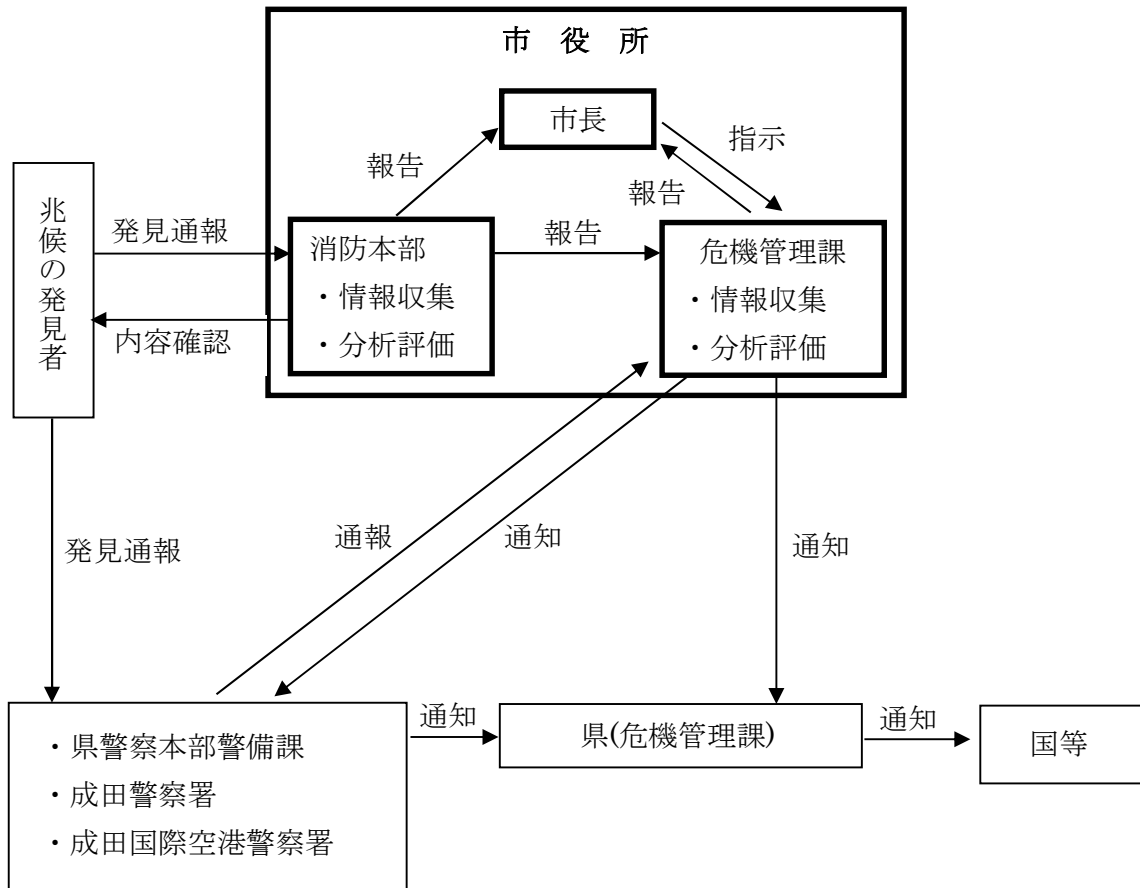 市 役 所
市長
指示
報告
報告
兆候の発見者
発見通報
消防本部
・情報収集
・分析評価
報告
危機管理課
・情報収集
・分析評価
内容確認
発見通報
通報
通知
通知
・県警察本部警備課
・成田警察署
・成田国際空港警察署
通知
県(危機管理課)
通知
国等